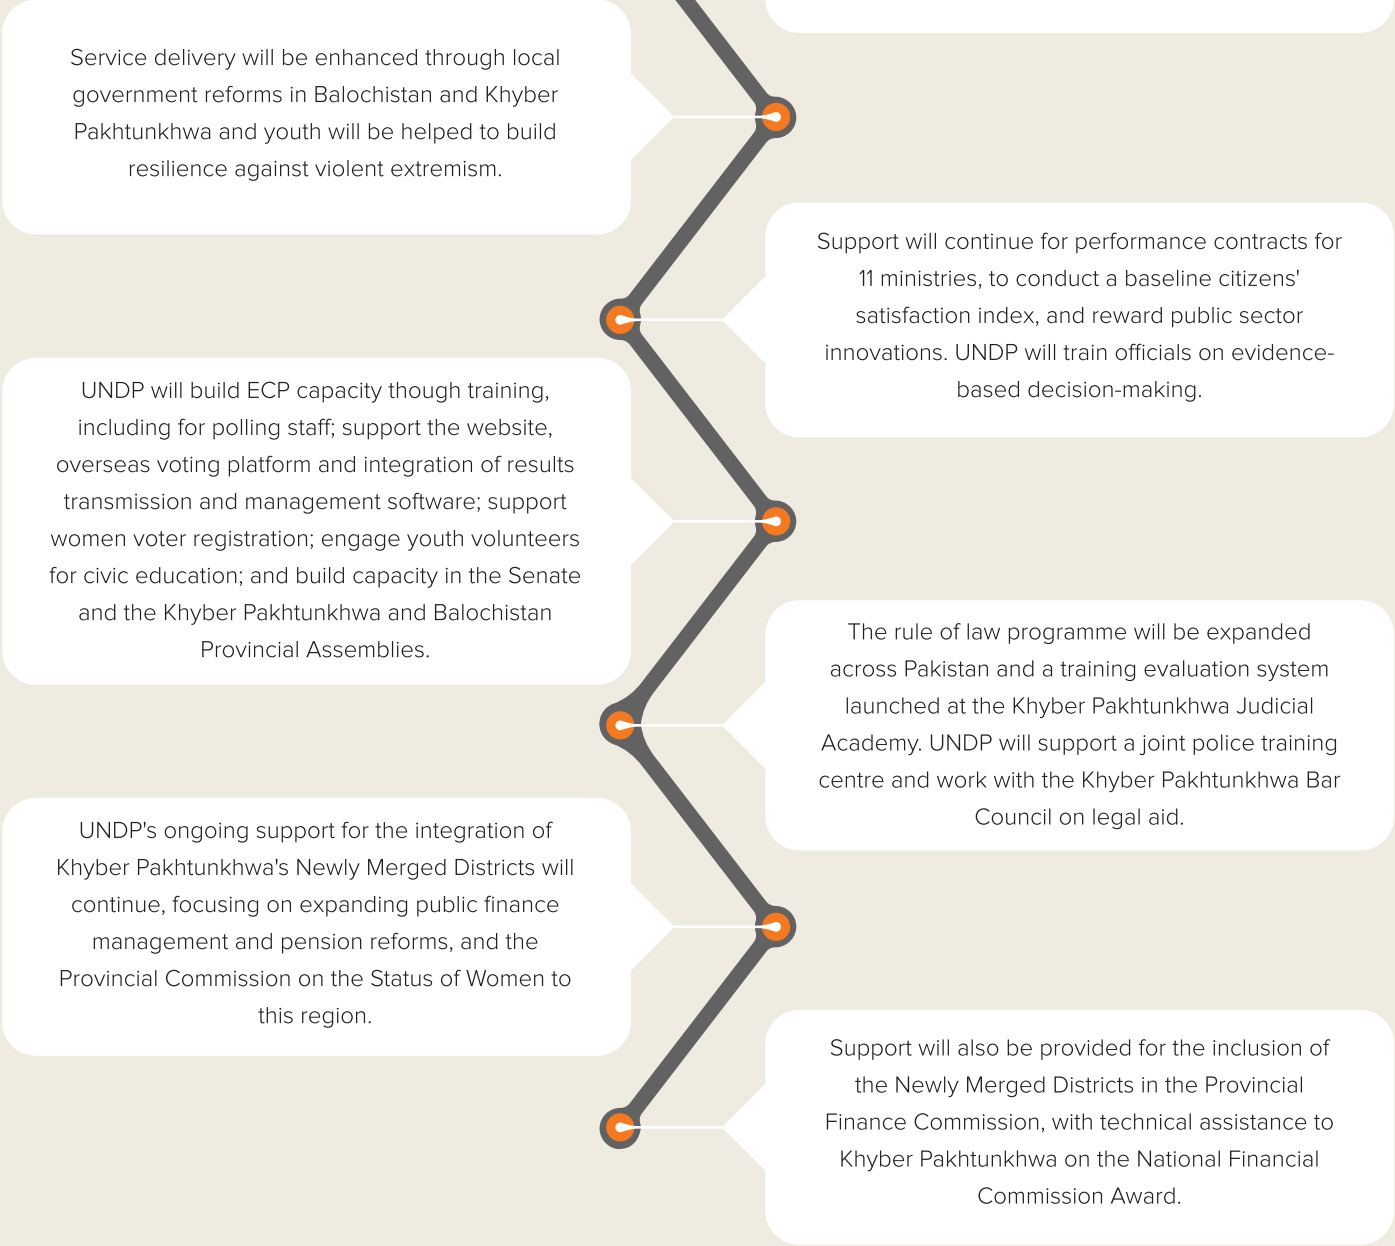 Service delivery will be enhanced through local
government reforms in Balochistan and Khyber
Pakhtunkhwa and youth will be helped to build
resilience against violent extremism.
Support will continue for performance contracts for
11 ministries, to conduct a baseline citizens'
satisfaction index, and reward public sector
innovations. UNDP will train officials on evidence-
based decision-making.
UNDP will build ECP capacity though training,
including for polling staff; support the website,
overseas voting platform and integration of results
transmission and management software; support
women voter registration; engage youth volunteers
for civic education; and build capacity in the Senate
and the Khyber Pakhtunkhwa and Balochistan
Provincial Assemblies.
The rule of law programme will be expanded
across Pakistan and a training evaluation system
launched at the Khyber Pakhtunkhwa Judicial
Academy. UNDP will support a joint police training
centre and work with the Khyber Pakhtunkhwa Bar
Council on legal aid.
UNDP's ongoing support for the integration of
Khyber Pakhtunkhwa's Newly Merged Districts will
continue, focusing on expanding public finance
management and pension reforms, and the
Provincial Commission on the Status of Women to
this region.
Support will also be provided for the inclusion of
the Newly Merged Districts in the Provincial
Finance Commission, with technical assistance to
Khyber Pakhtunkhwa on the National Financial
Commission Award.